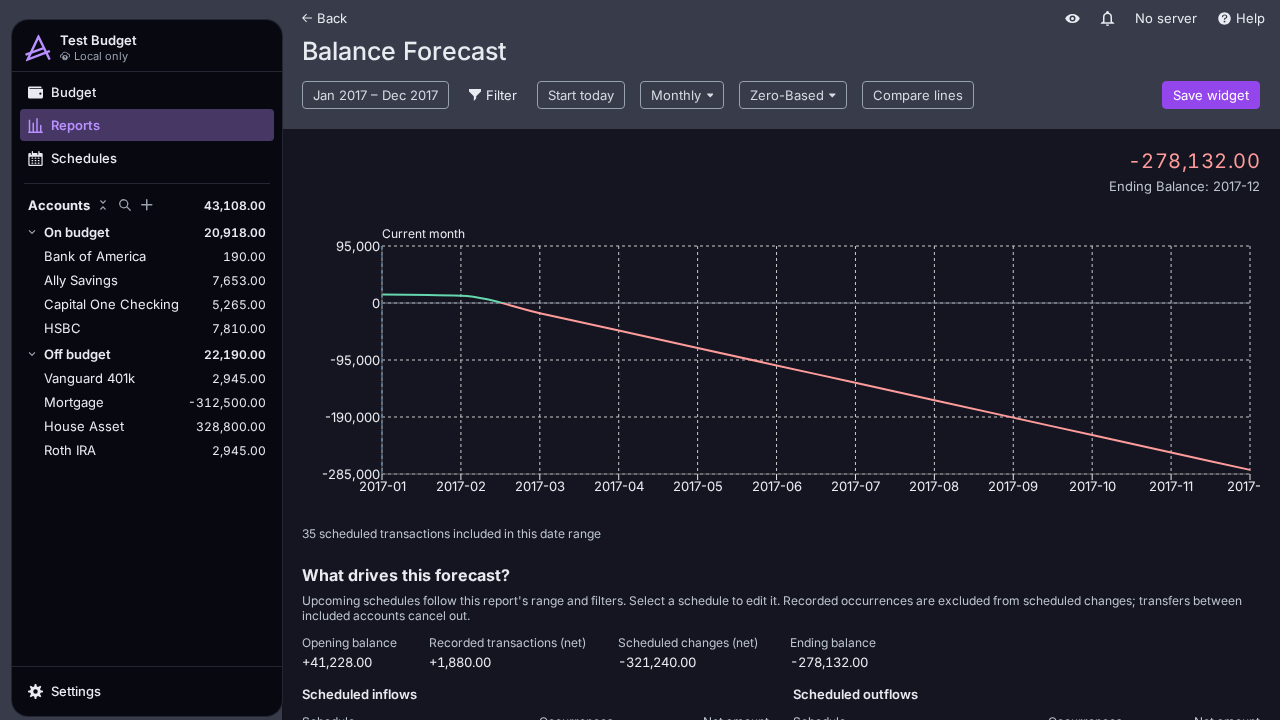 Test Budget
Local only
Budget
Reports
Schedules
Accounts 43,108.00
On budget 20,918.00
Bank of America 190.00
Ally Savings 7,653.00
Capital One Checking 5,265.00
HSBC 7,810.00
Off budget 22,190.00
Vanguard 401k 2,945.00
Mortgage -312,500.00
House Asset 328,800.00
Roth IRA 2,945.00
Settings
Back
No server
Help
Balance Forecast
Jan 2017 – Dec 2017 Filter Start today Monthly Zero-Based Compare lines Save widget
-278,132.00
Ending Balance: 2017-12
Current month
95,000
0
-95,000
-190,000
-285,000
2017-01 2017-02 2017-03 2017-04 2017-05 2017-06 2017-07 2017-08 2017-09 2017-10 2017-11 2017-
35 scheduled transactions included in this date range
What drives this forecast?
Upcoming schedules follow this report's range and filters. Select a schedule to edit it. Recorded occurrences are excluded from scheduled changes; transfers between
included accounts cancel out.
Opening balance Recorded transactions (net) Scheduled changes (net) Ending balance
+41,228.00 +1,880.00 -321,240.00 -278,132.00
Scheduled inflows Scheduled outflows
Schedule Occurrences Net amount Schedule Occurrences Net amount